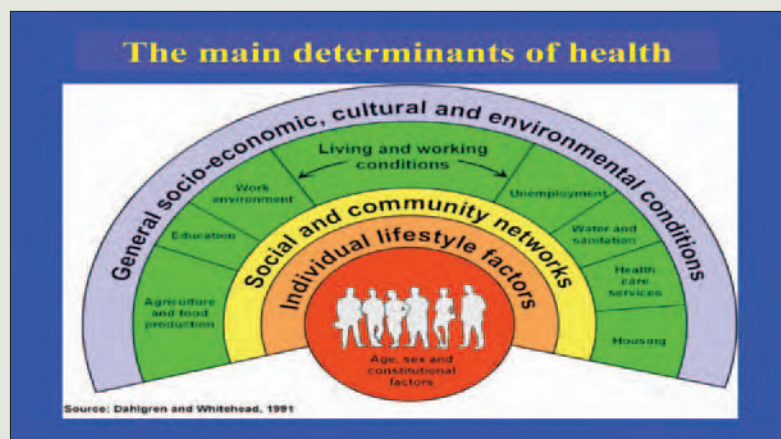 The main determinants of health
General socio-economic, cultural and environmental conditions
Living and working
conditions
Work
environment
Unemployment
Education
Water and
sanitation
Agriculture
and food
production
Health
care
services
Housing
Social and community networks
Individual lifestyle factors
Age, sex and
constitutional
factors
Source: Dahlgren and Whitehead, 1991